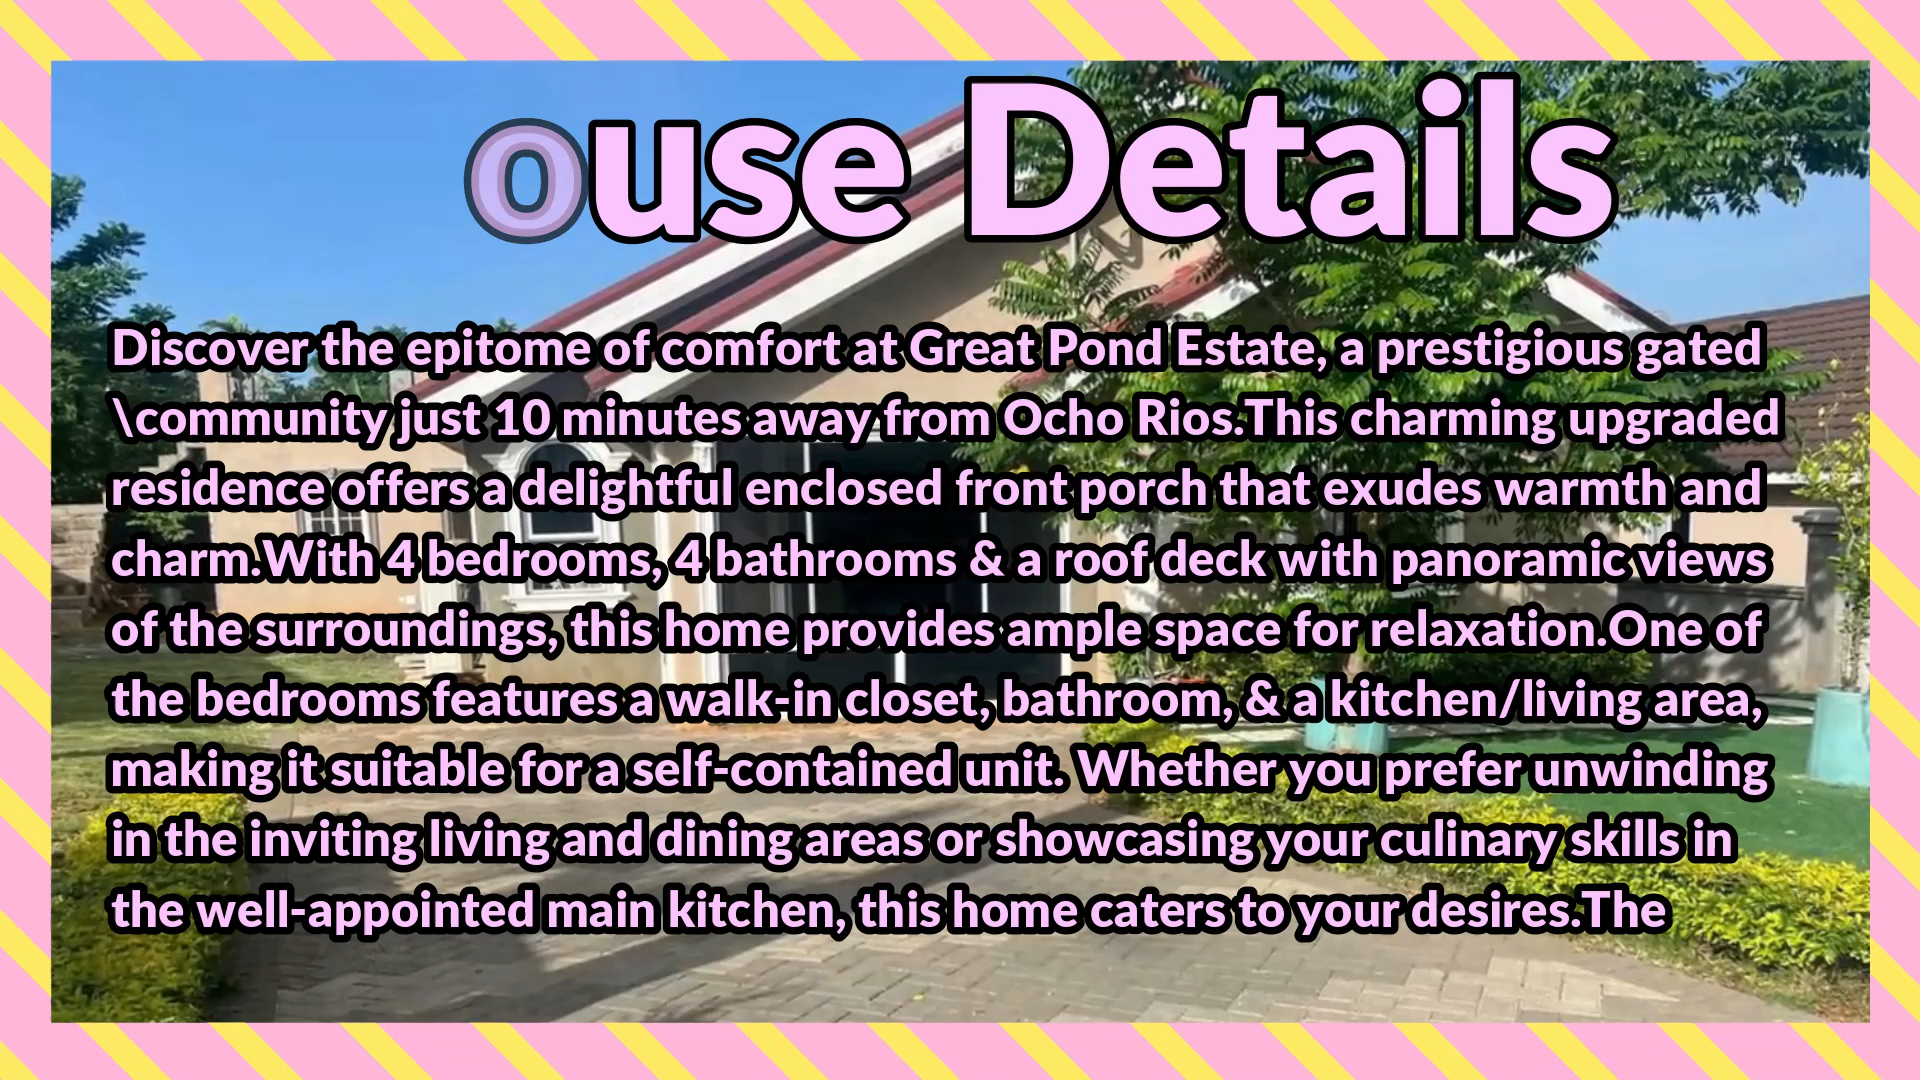 ouse Details
Discover the epitome of comfort at Great Pond Estate, a prestigious gated
\community just 10 minutes away from Ocho Rios.This charming upgraded
residence offers a delightful enclosed front porch that exudes warmth and
charm.With 4 bedrooms, 4 bathrooms & a roof deck with panoramic views
of the surroundings, this home provides ample space for relaxation.One of
the bedrooms features a walk-in closet, bathroom, & a kitchen/living area,
making it suitable for a self-contained unit. Whether you prefer unwinding
in the inviting living and dining areas or showcasing your culinary skills in
the well-appointed main kitchen, this home caters to your desires.The